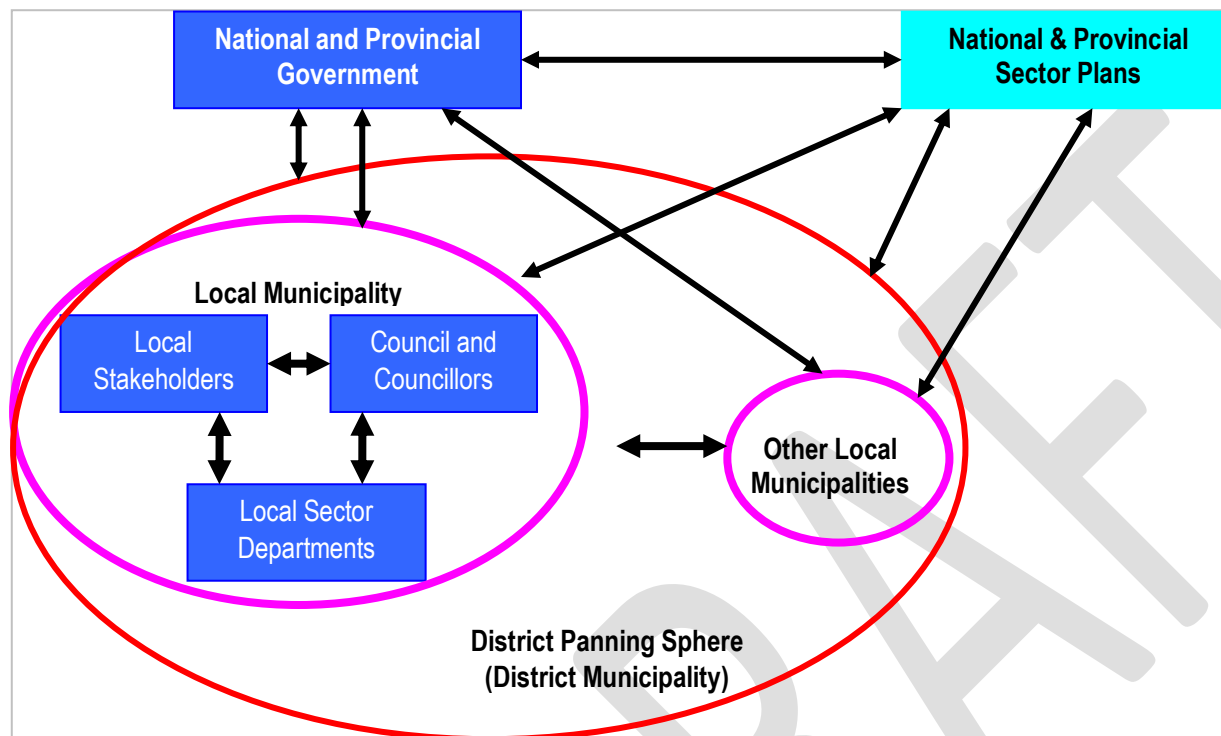 National and Provincial
Government
National & Provincial
Sector Plans
Local Municipality
Local
Stakeholders
Council and
Councillors
Local Sector
Departments
Other Local
Municipalities
District Panning Sphere
(District Municipality)
DRAFT